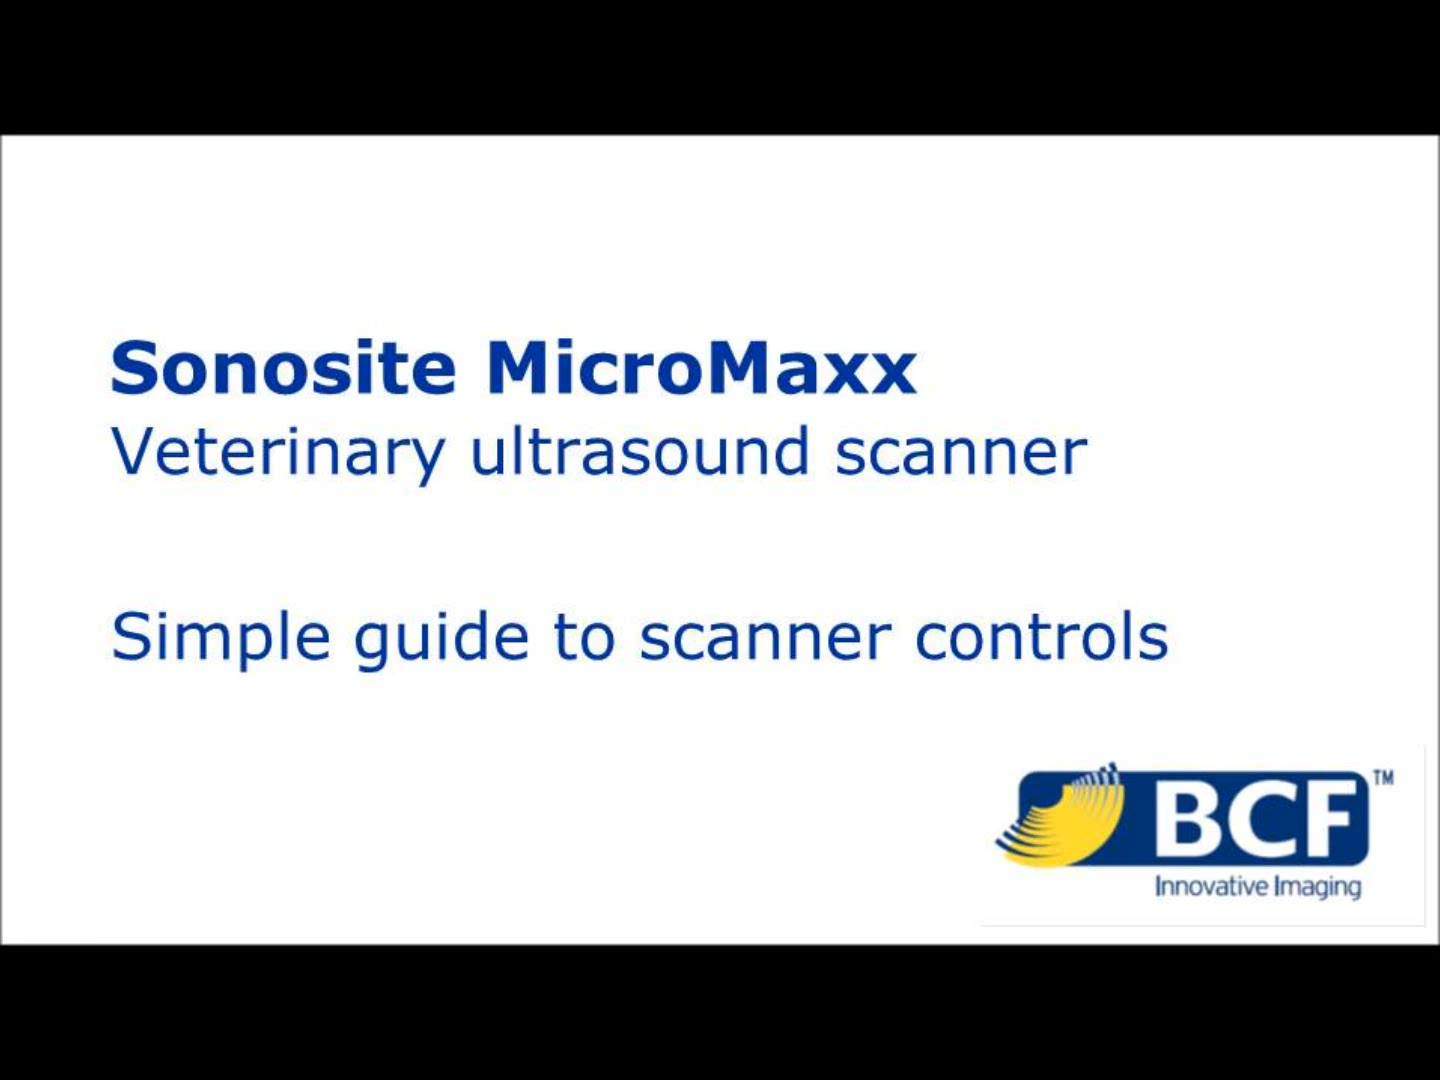 Sonosite MicroMaxx
Veterinary ultrasound scanner
Simple guide to scanner controls
BCF™
Innovative Imaging